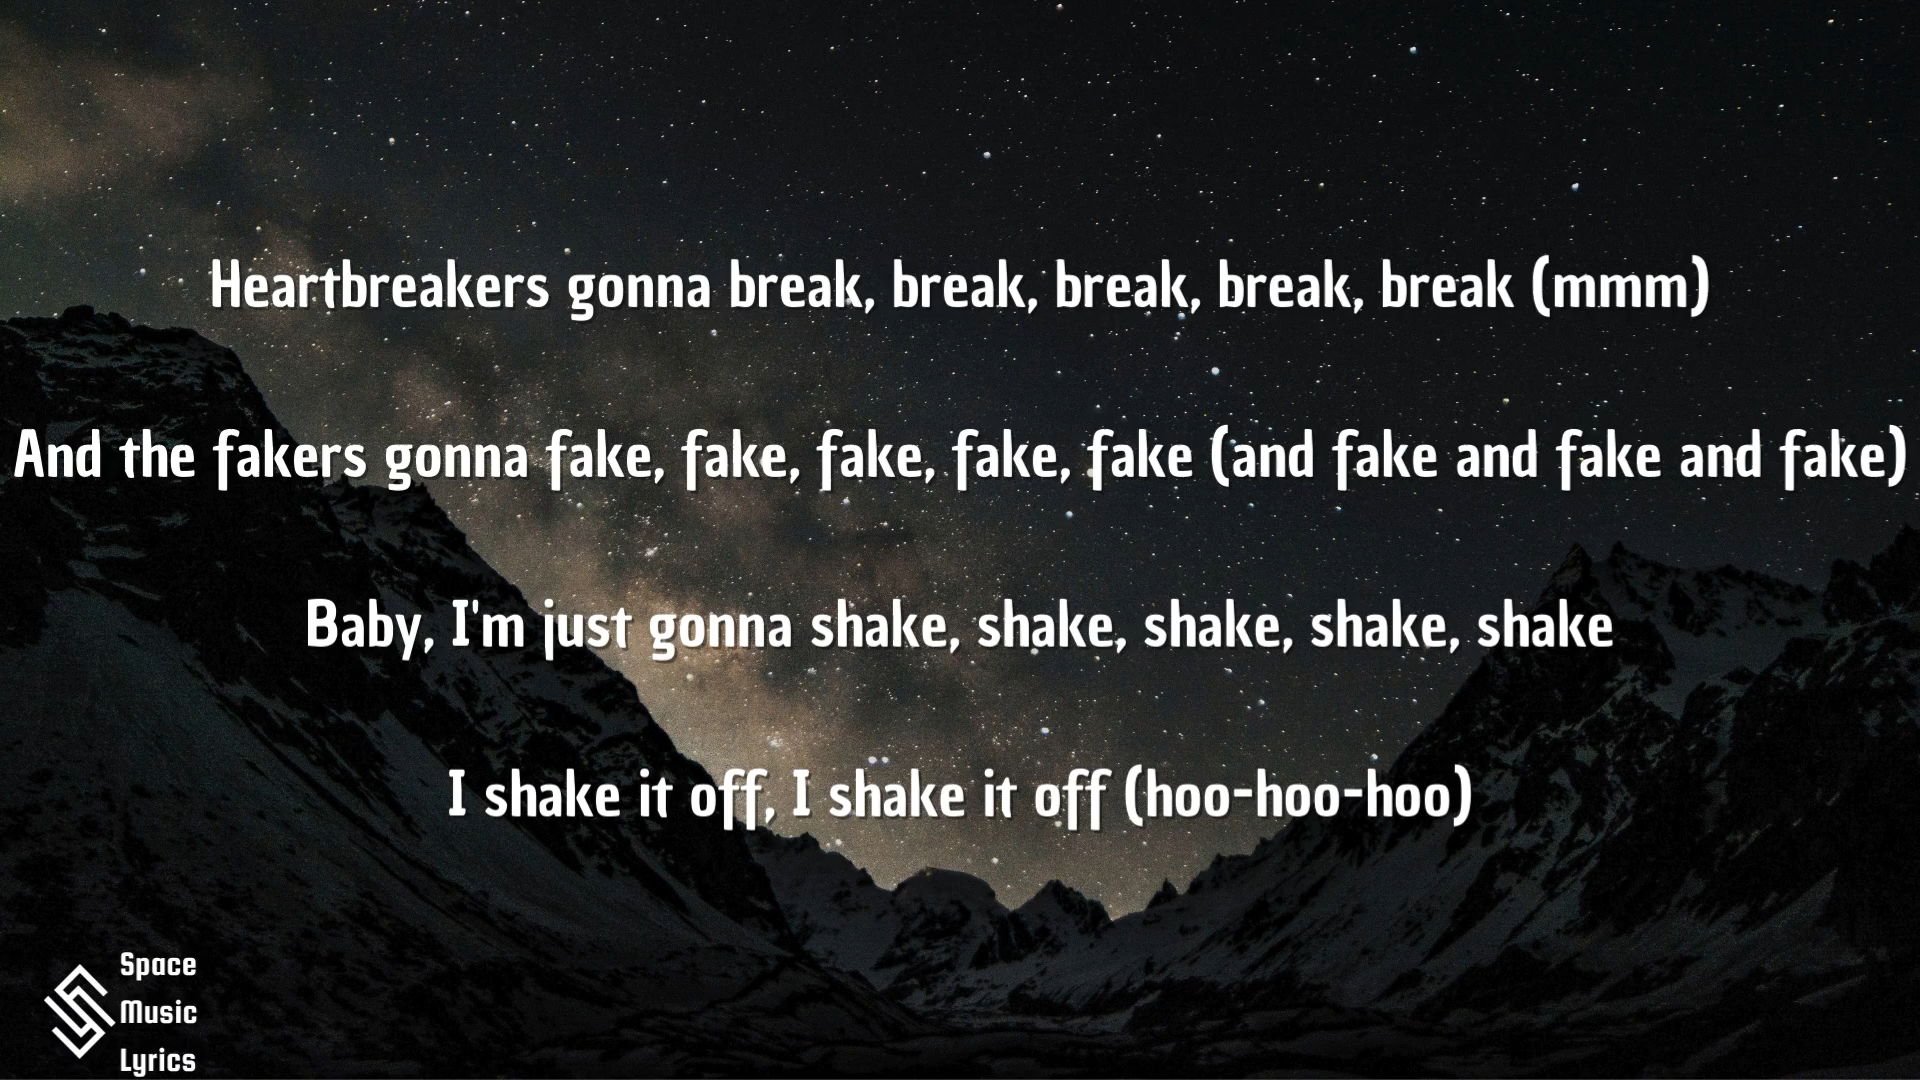 Heartbreakers gonna break, break, break, break, break (mmm)
And the fakers gonna fake, fake, fake, fake, fake (and fake and fake and fake)
Baby, I'm just gonna shake, shake, shake, shake, shake
I shake it off, I shake it off (hoo-hoo-hoo)
Space
Music
Lyrics